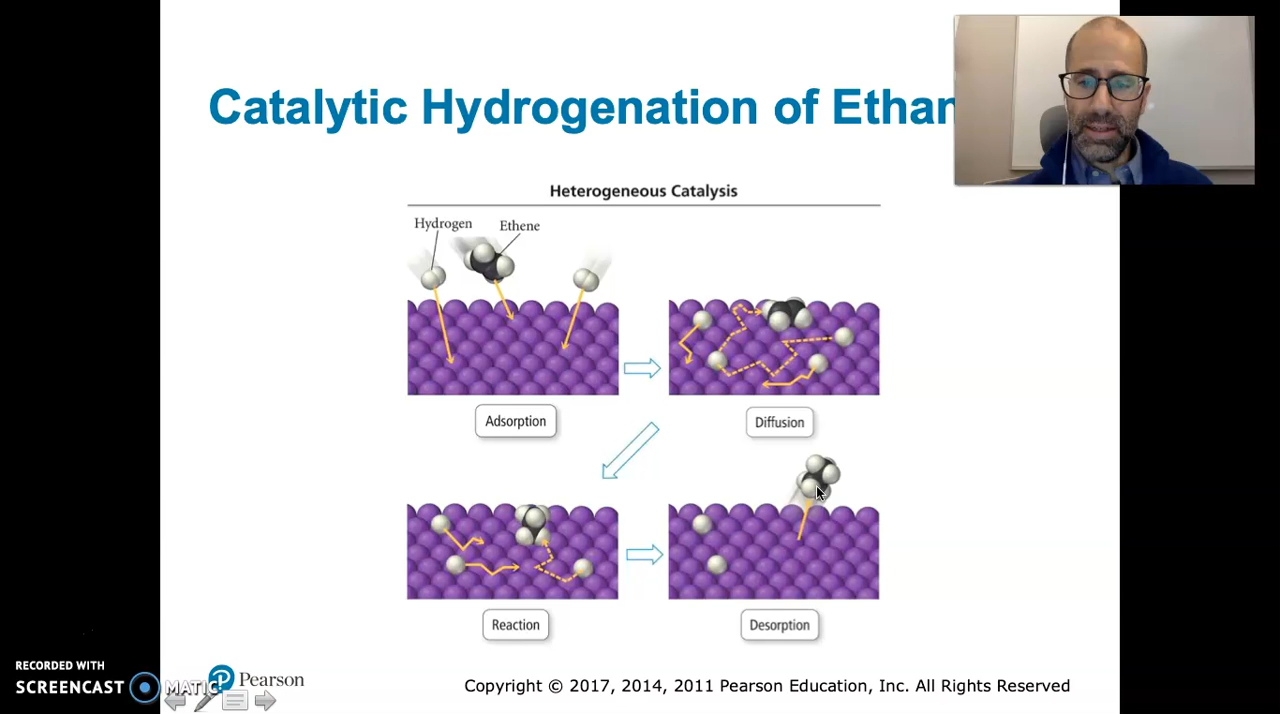 Catalytic Hydrogenation of Ethan
Heterogeneous Catalysis
Hydrogen
Ethene
Adsorption
Diffusion
Reaction
Desorption
RECORDED WITH
SCREENCAST MATIC
Pearson
Copyright © 2017, 2014, 2011 Pearson Education, Inc. All Rights Reserved